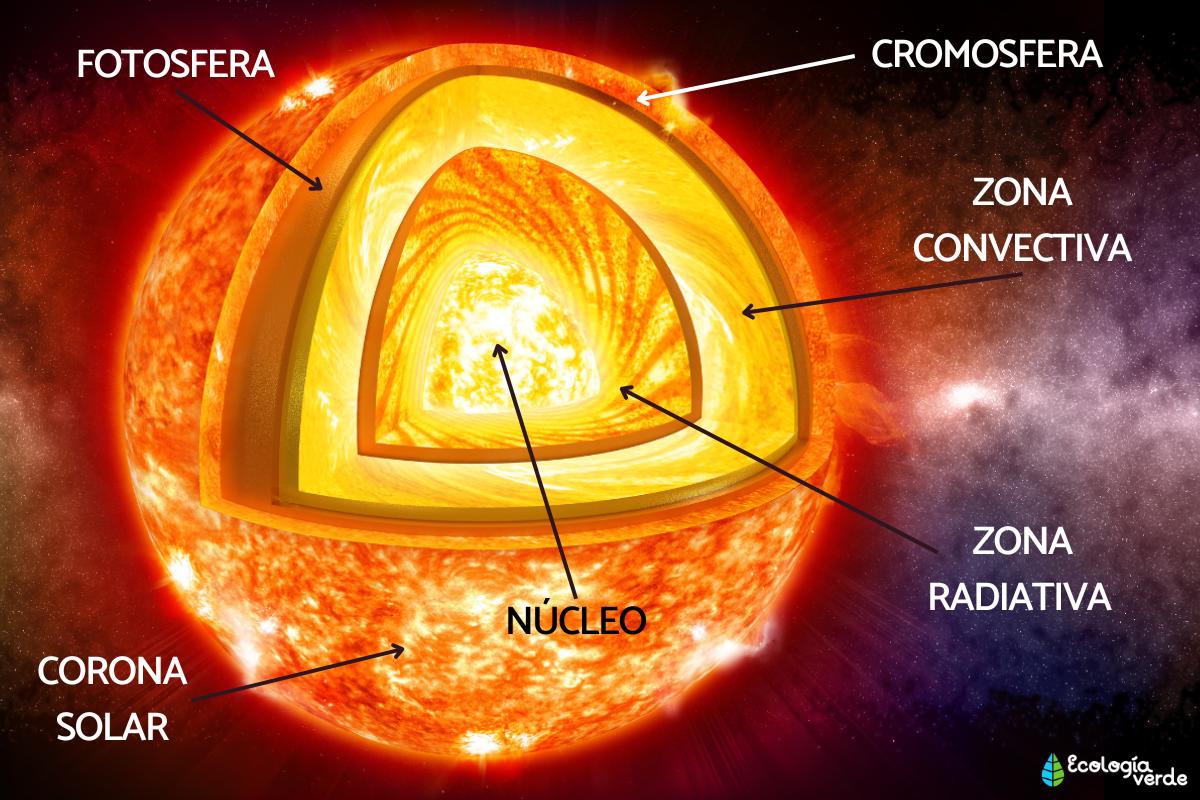 FOTOSFERA
CROMOSFERA
ZONA
CONVECTIVA
ZONA
RADIATIVA
NÚCLEO
CORONA
SOLAR
Ecología
verde